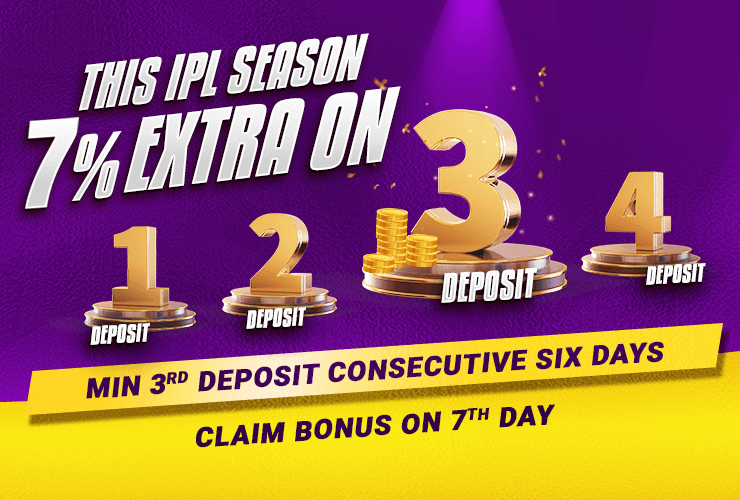 THIS IPL SEASON
7% EXTRA ON
1
DEPOSIT
2
DEPOSIT
3
DEPOSIT
4
DEPOSIT
MIN 3RD DEPOSIT CONSECUTIVE SIX DAYS
CLAIM BONUS ON 7TH DAY